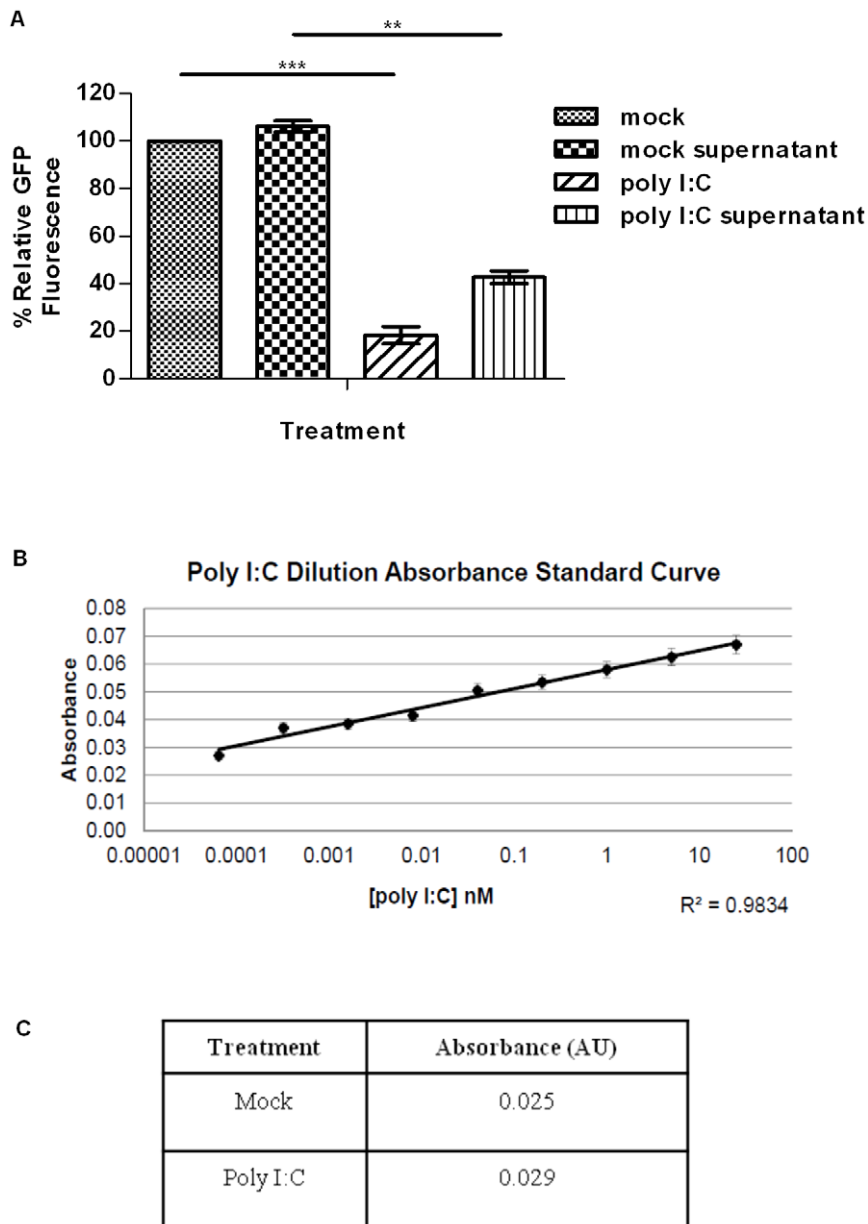 A
**
***
120
100
80
60
40
20
0
% Relative GFP
Fluorescence
Treatment
mock
mock supernatant
poly I:C
poly I:C supernatant
B
Poly I:C Dilution Absorbance Standard Curve
0.08
0.07
0.06
0.05
0.04
0.03
0.02
0.01
0.00
Absorbance
0.00001 0.0001 0.001 0.01 0.1 1 10 100
[poly I:C] nM
R² = 0.9834
C
Treatment Absorbance (AU)
Mock 0.025
Poly I:C 0.029